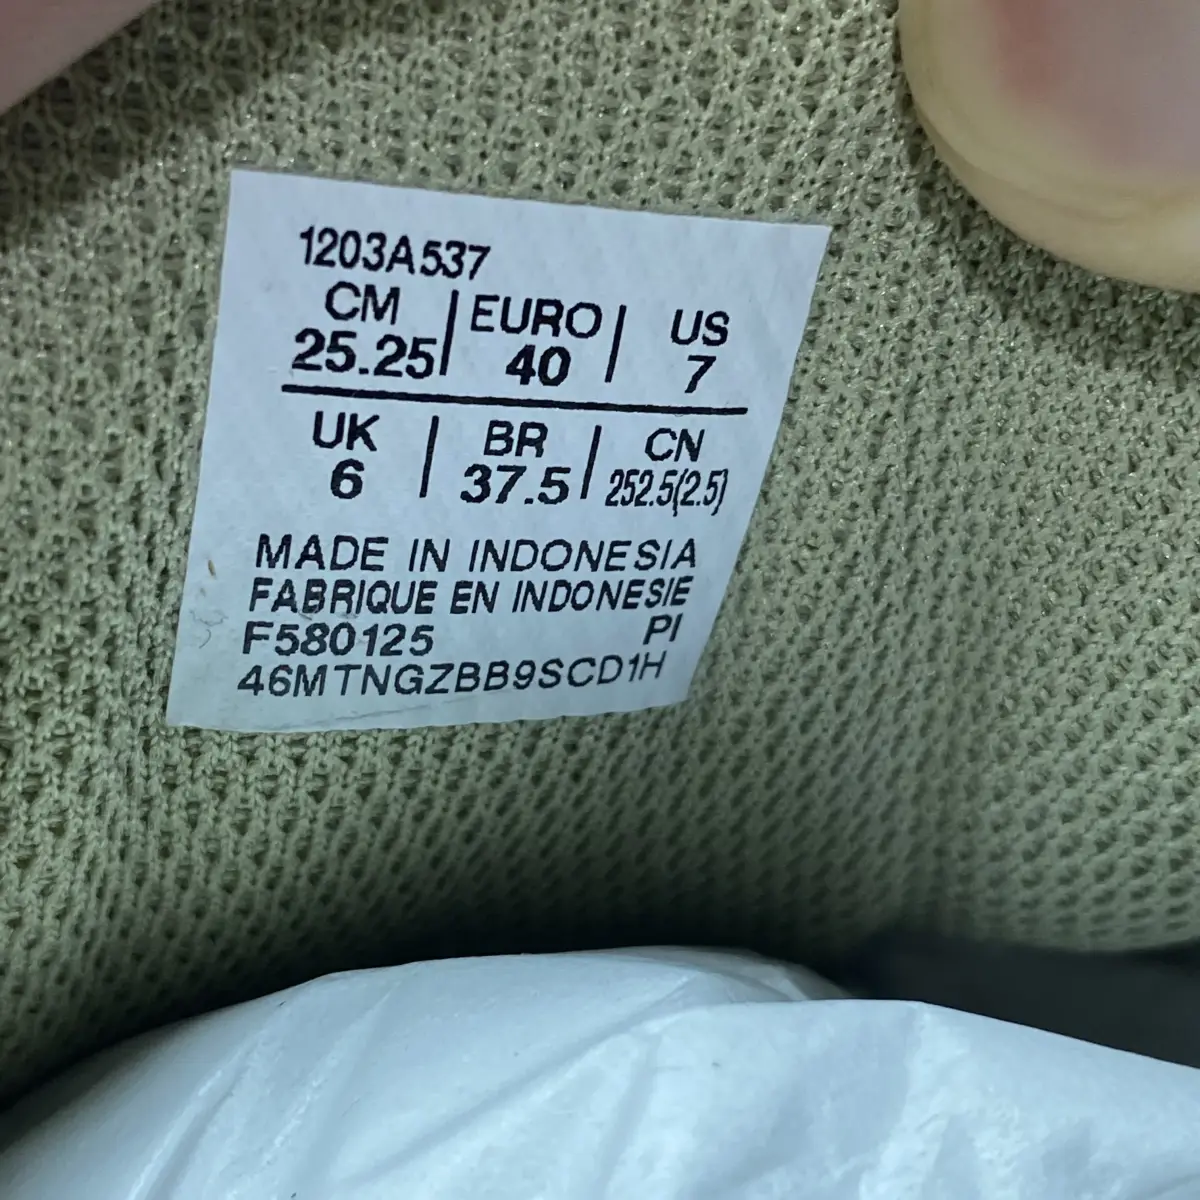 1203A537
CM | EURO | US
25.25 40 7
UK | BR | CN
6 37.5 252.5(2.5)
MADE IN INDONESIA
FABRIQUE EN INDONESIE
F580125 PI
46MTNGZBB9SCD1H